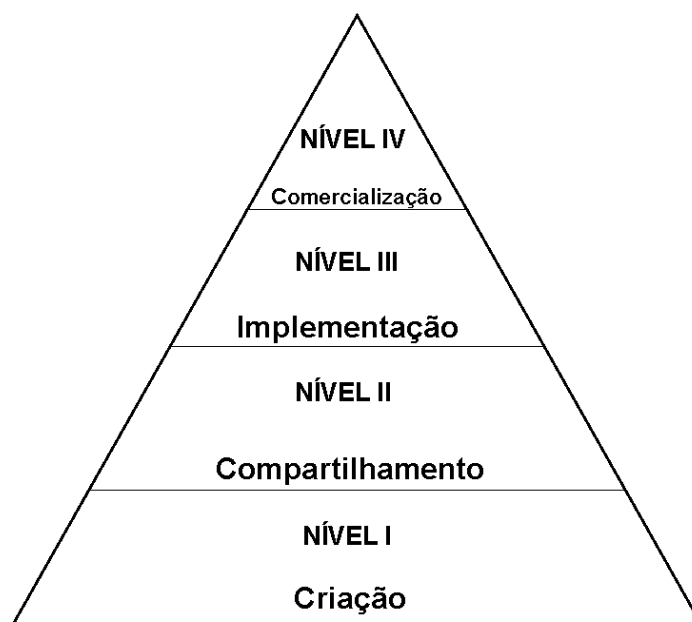 NÍVEL IV
Comercialização
NÍVEL III
Implementação
NÍVEL II
Compartilhamento
NÍVEL I
Criação